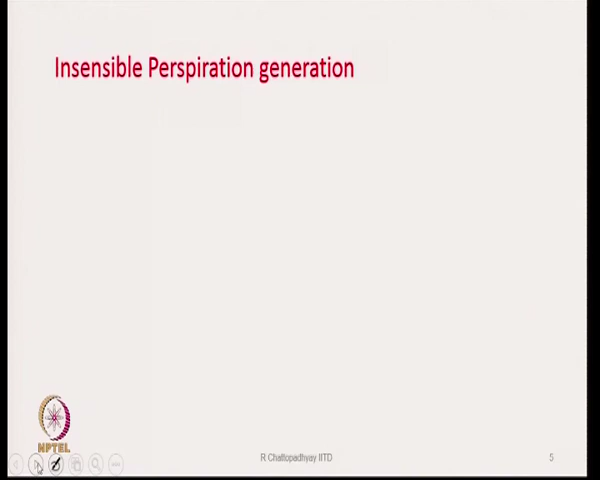 Insensible Perspiration generation
NPTEL
R Chattopadhyay IITD
5